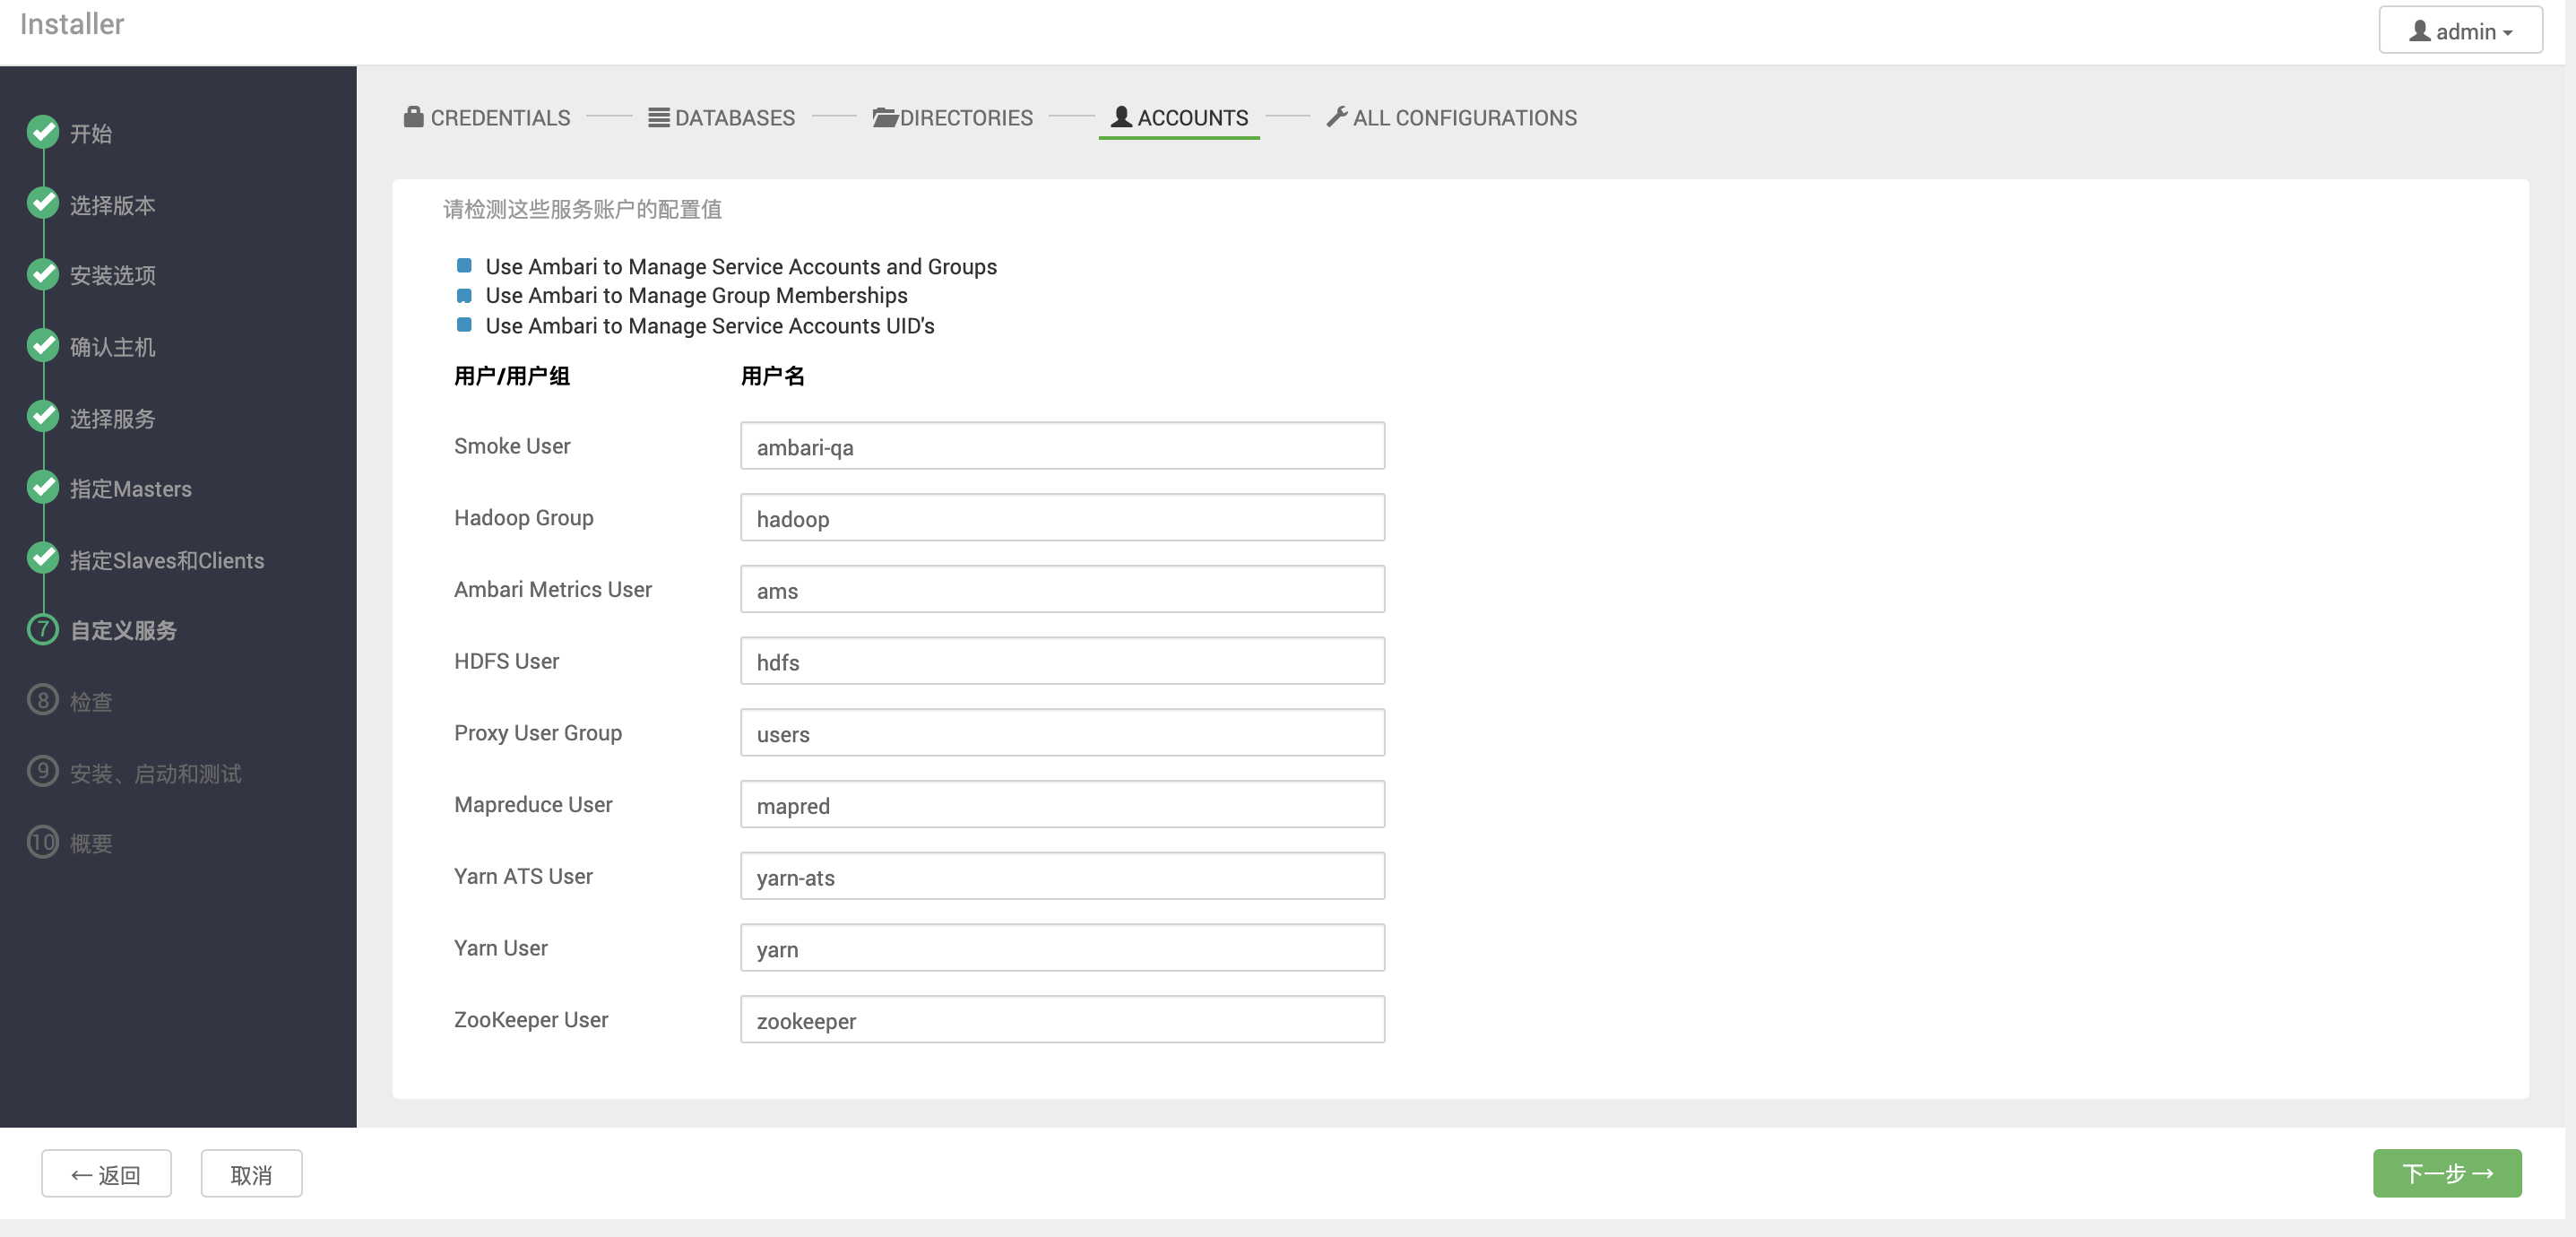 Installer
admin
开始
选择版本
安装选项
确认主机
选择服务
指定Masters
指定Slaves和Clients
7 自定义服务
8 检查
9 安装、启动和测试
10 概要
CREDENTIALS
DATABASES
DIRECTORIES
ACCOUNTS
ALL CONFIGURATIONS
请检测这些服务账户的配置值
Use Ambari to Manage Service Accounts and Groups
Use Ambari to Manage Group Memberships
Use Ambari to Manage Service Accounts UID's
用户/用户组 用户名
Smoke User ambari-qa
Hadoop Group hadoop
Ambari Metrics User ams
HDFS User hdfs
Proxy User Group users
Mapreduce User mapred
Yarn ATS User yarn-ats
Yarn User yarn
ZooKeeper User zookeeper
← 返回
取消
下一步 →